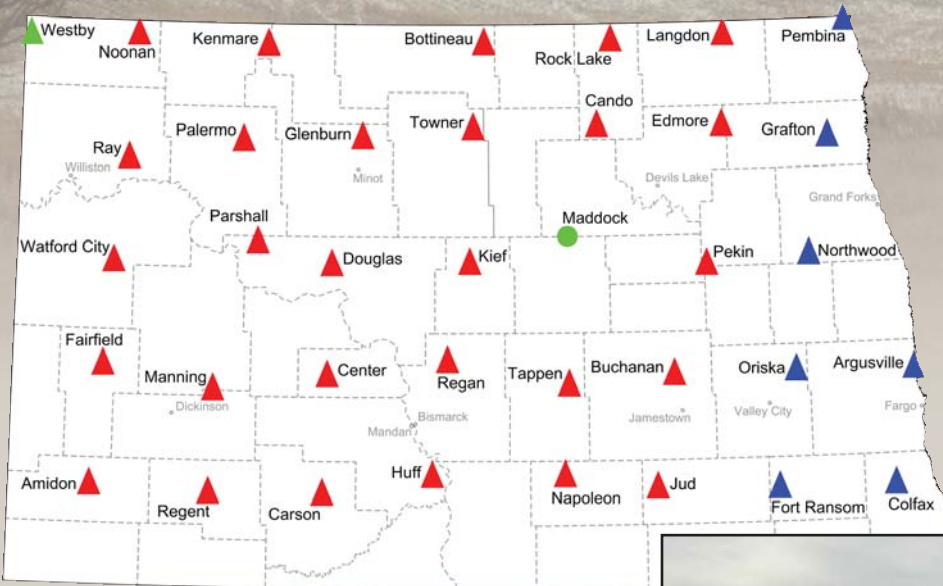 Westby
Noonan
Kenmare
Bottineau
Rock Lake
Langdon
Pembina
Cando
Ray
Williston
Palermo
Glenburn
Minot
Towner
Edmore
Grafton
Devils Lake
Grand Forks
Parshall
Maddock
Watford City
Douglas
Kief
Pekin
Northwood
Fairfield
Manning
Dickinson
Center
Regan
Tappen
Buchanan
Oriska
Argusville
Mandan
Bismarck
Jamestown
Valley City
Fargo
Amidon
Regent
Carson
Huff
Napoleon
Jud
Fort Ransom
Colfax